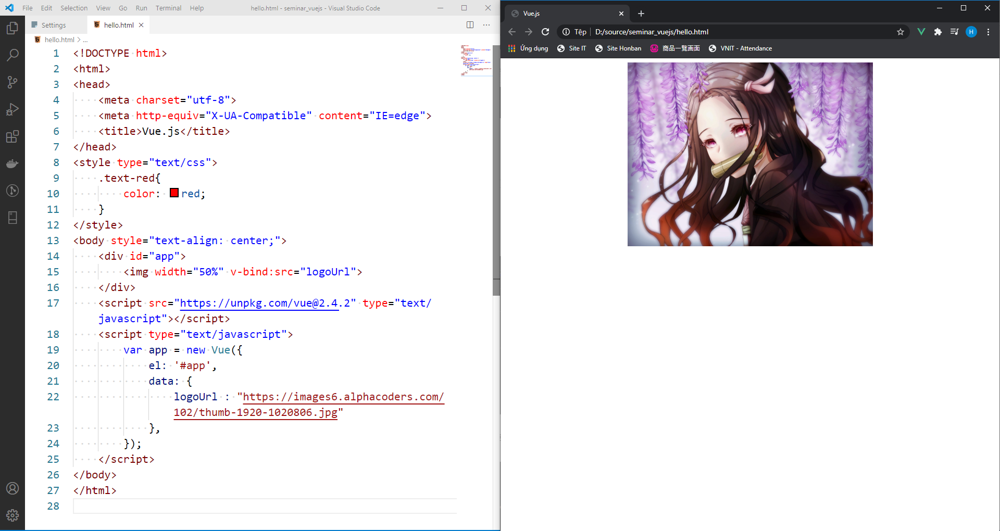 File Edit Selection View Go Run Terminal Help hello.html - seminar_vuejs - Visual Studio Code
Settings hello.html
hello.html > ...
1 <!DOCTYPE html>
2 <html>
3 <head>
4 <meta charset="utf-8">
5 <meta http-equiv="X-UA-Compatible" content="IE=edge">
6 <title>Vue.js</title>
7 </head>
8 <style type="text/css">
9 .text-red{
10 color: red;
11 }
12 </style>
13 <body style="text-align: center;">
14 <div id="app">
15 <img width="50%" v-bind:src="logoUrl">
16 </div>
17 <script src="https://unpkg.com/vue@2.4.2" type="text/
javascript"></script>
18 <script type="text/javascript">
19 var app = new Vue({
20 el: '#app',
21 data: {
22 logoUrl : "https://images6.alphacoders.com/
102/thumb-1920-1020806.jpg"
23 },
24 });
25 </script>
26 </body>
27 </html>
28
Vue.js
Tệp D:/source/seminar_vuejs/hello.html H
Ứng dụng Site IT Site Honban 商品一覧画面 VNIT - Attendance